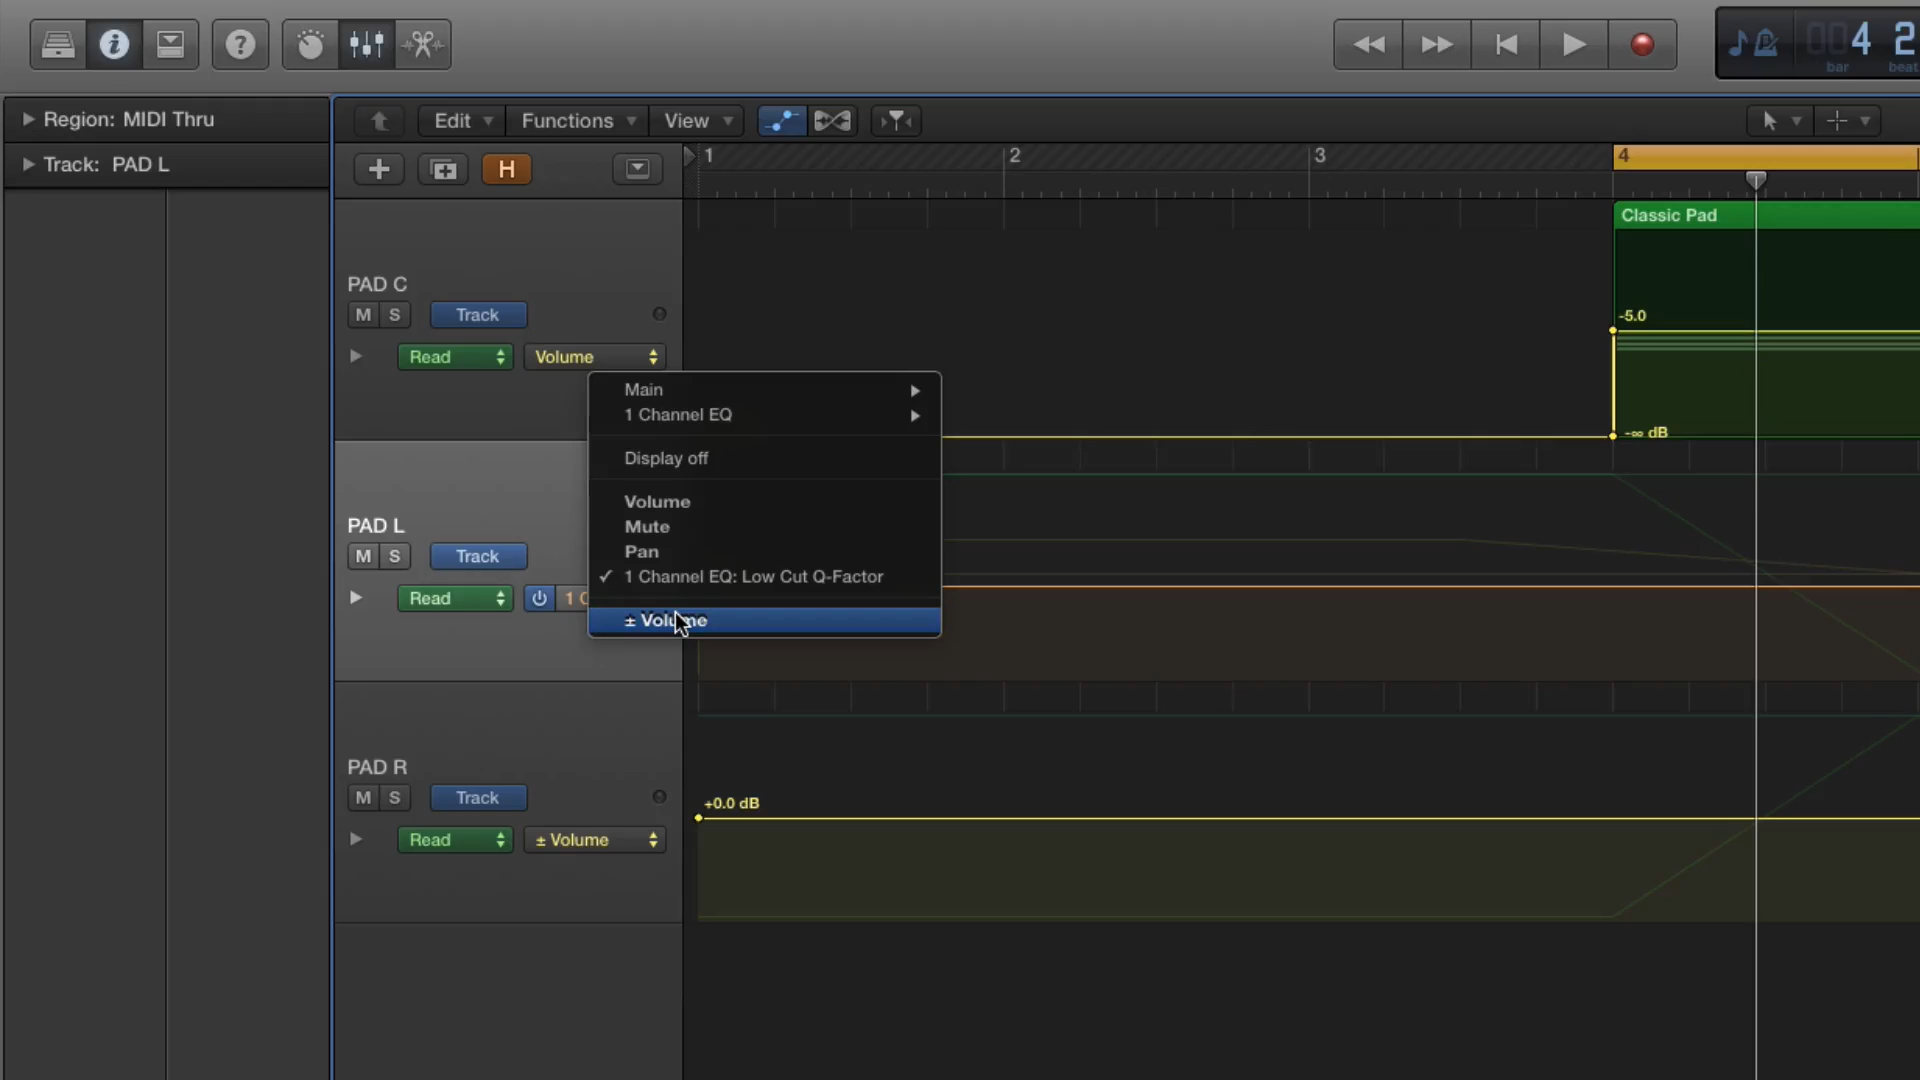 4 2
bar beat
Region: MIDI Thru
Edit Functions View
Track: PAD L
H
1 2 3 4
Classic Pad
PAD C
M S Track
-5.0
Read Volume
Main
1 Channel EQ
-∞ dB
Display off
Volume
PAD L
Mute
M S Track
Pan
✓ 1 Channel EQ: Low Cut Q-Factor
Read 1 C
± Volume
PAD R
M S Track
+0.0 dB
Read ± Volume